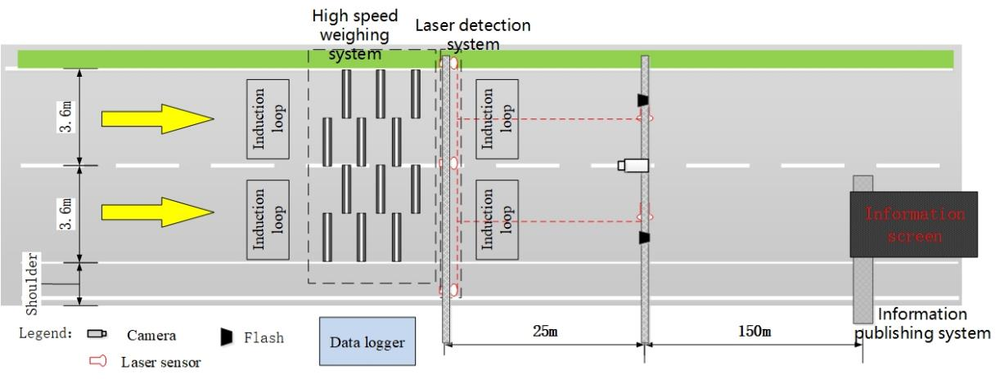 High speed
weighing
system
Laser detection
system
3.6m
Induction
loop
Induction
loop
3.6m
Induction
loop
Induction
loop
Information
screen
Shoulder
Information
publishing system
Legend:
Camera
Flash
Laser sensor
Data logger
25m
150m